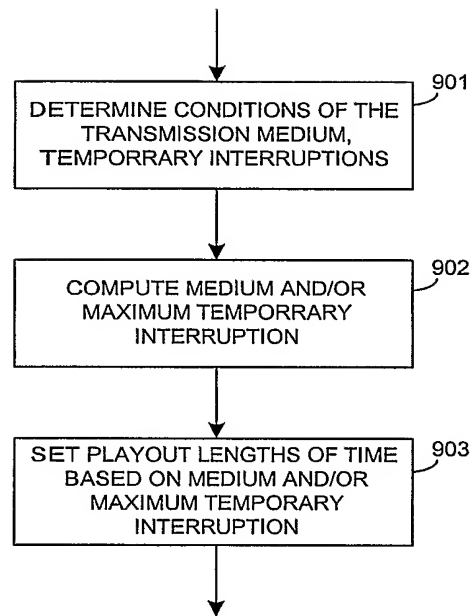 901
DETERMINE CONDITIONS OF THE
TRANSMISSION MEDIUM,
TEMPORRARY INTERRUPTIONS
902
COMPUTE MEDIUM AND/OR
MAXIMUM TEMPORRARY
INTERRUPTION
903
SET PLAYOUT LENGTHS OF TIME
BASED ON MEDIUM AND/OR
MAXIMUM TEMPORARY
INTERRUPTION